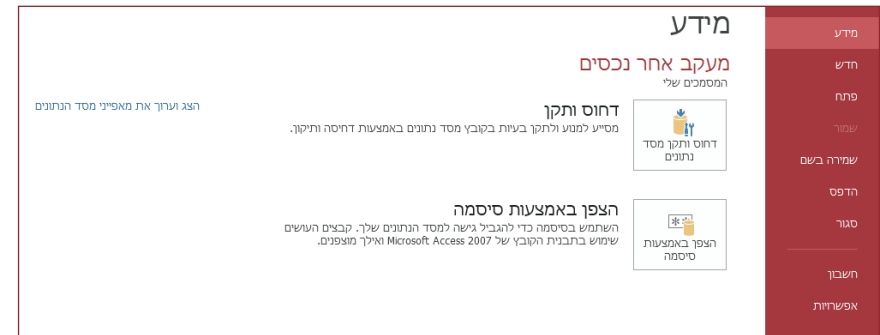 מידע
חדש
פתח
שמור
שמירה בשם
הדפס
סגור
חשבון
אפשרויות
מידע
מעקב אחר נכסים
המסמכים שלי
דחוס ותקן מסד
נתונים
דחוס ותקן
מסייע למנוע ולתקן בעיות בקובץ מסד נתונים באמצעות דחיסה ותיקון.
הצג וערוך את מאפייני מסד הנתונים
הצפן באמצעות
סיסמה
הצפן באמצעות סיסמה
השתמש בסיסמה כדי להגביל גישה למסד הנתונים שלך. קבצים העושים
שימוש בתבנית הקובץ של Microsoft Access 2007 ואילך מוצפנים.